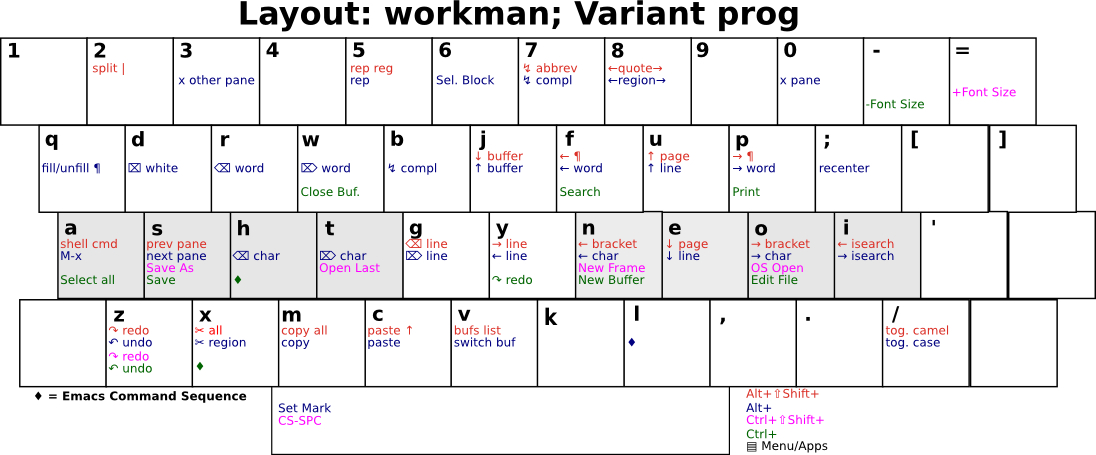 Layout: workman; Variant prog
1
2
split |
3
x other pane
4
5
rep reg
rep
6
Sel. Block
7
↯ abbrev
↯ compl
8
←quote→
←region→
9
0
x pane
-
-Font Size
=
+Font Size
q
fill/unfill ¶
d
⌧ white
r
⌫ word
w
⌦ word
Close Buf.
b
↯ compl
j
↓ buffer
↑ buffer
f
← ¶
← word
Search
u
↑ page
↑ line
p
→ ¶
→ word
Print
;
recenter
[
]
a
shell cmd
M-x
Select all
s
prev pane
next pane
Save As
Save
h
⌫ char
♦
t
⌦ char
Open Last
g
⌫ line
⌦ line
y
→ line
← line
↷ redo
n
← bracket
← char
New Frame
New Buffer
e
↓ page
↓ line
o
→ bracket
→ char
OS Open
Edit File
i
← isearch
→ isearch
'
z
↷ redo
↶ undo
↷ redo
↶ undo
x
✂ all
✂ region
♦
m
copy all
copy
c
paste ↑
paste
v
bufs list
switch buf
k
l
♦
,
.
/
tog. camel
tog. case
♦ = Emacs Command Sequence
Set Mark
CS-SPC
Alt+⇧Shift+
Alt+
Ctrl+⇧Shift+
Ctrl+
▤ Menu/Apps